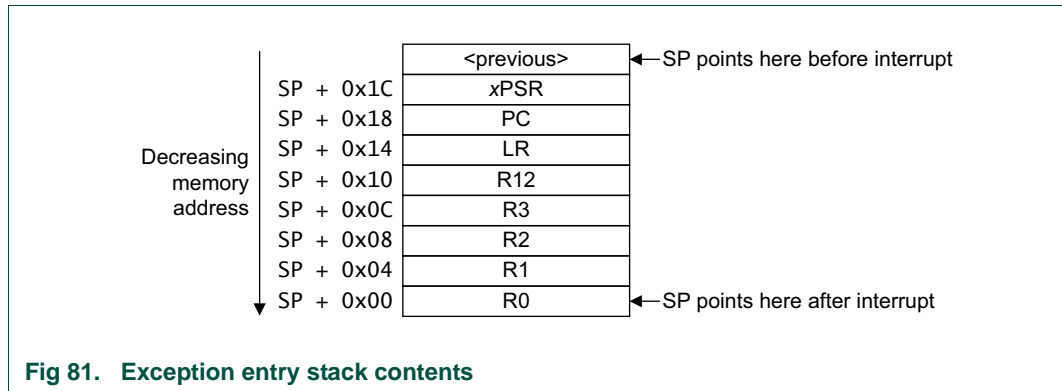 <previous> SP points here before interrupt
SP + 0x1C xPSR
SP + 0x18 PC
SP + 0x14 LR
Decreasing memory address
SP + 0x10 R12
SP + 0x0C R3
SP + 0x08 R2
SP + 0x04 R1
SP + 0x00 R0 SP points here after interrupt
Fig 81. Exception entry stack contents